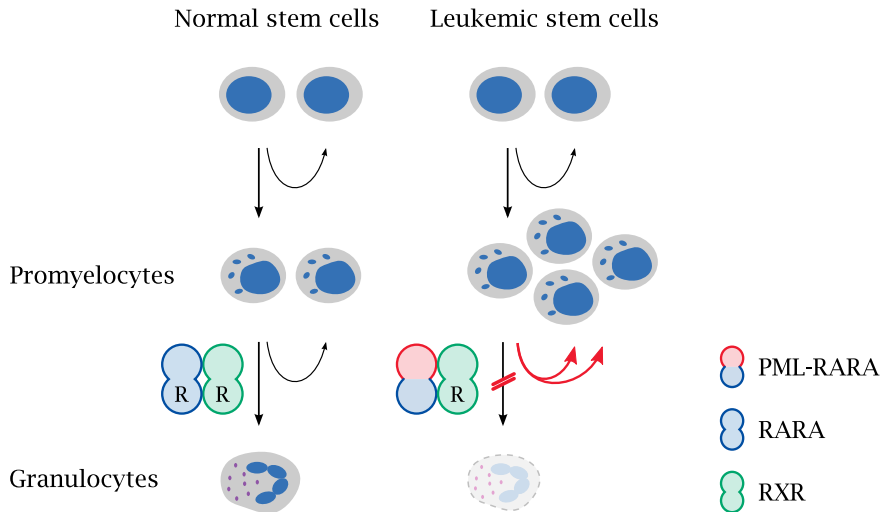 Normal stem cells
Leukemic stem cells
Promyelocytes
R R
R
PML-RARA
RARA
Granulocytes
RXR